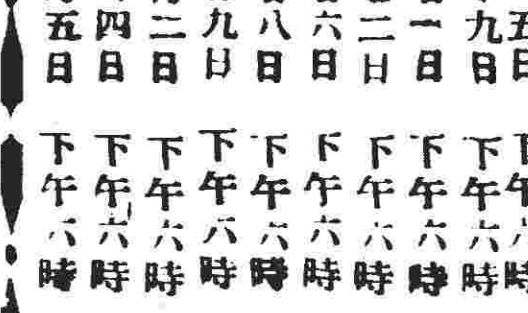 九日 下午六時
一日 下午六時
二日 下午六時
六日 下午六時
八日 下午六時
九日 下午六時
二日 下午六時
四日 下午六時
五日 下午六時